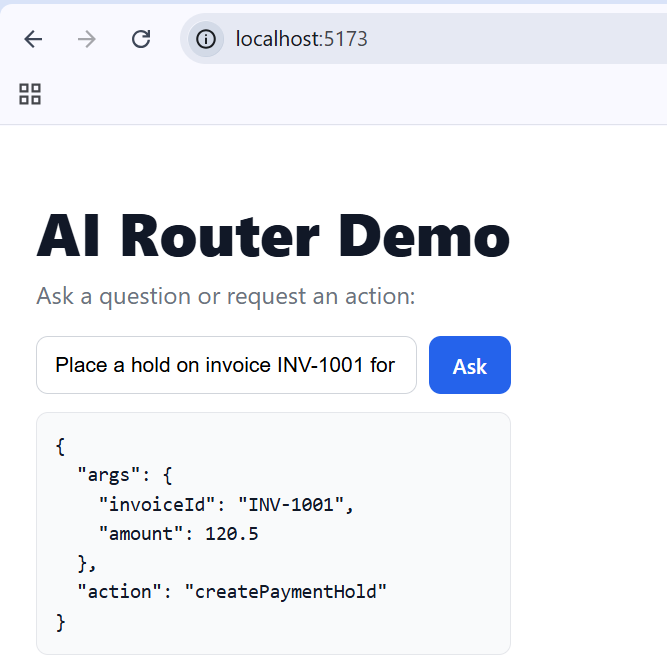 localhost:5173
AI Router Demo
Ask a question or request an action:
Place a hold on invoice INV-1001 for
Ask
{
  "args": {
    "invoiceId": "INV-1001",
    "amount": 120.5
  },
  "action": "createPaymentHold"
}